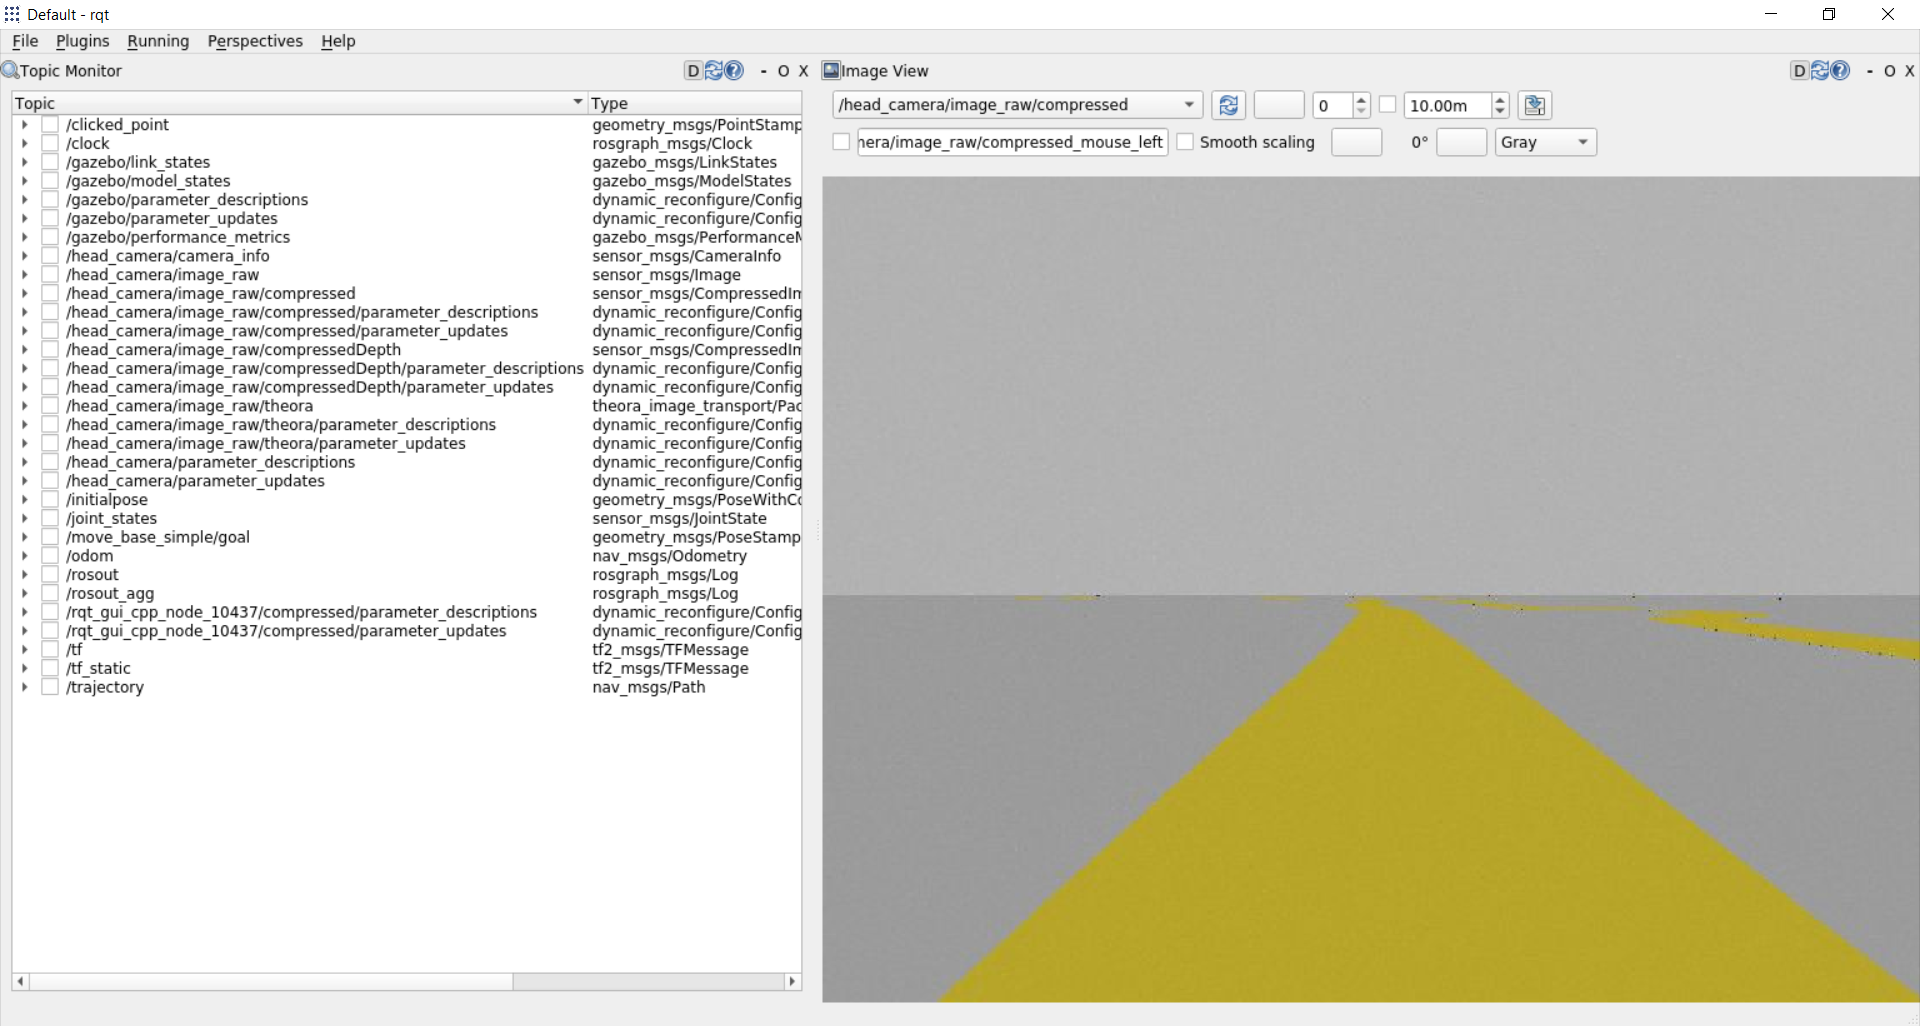 Default - rqt
File Plugins Running Perspectives Help
Topic Monitor D - O X
Topic Type
/clicked_point geometry_msgs/PointStamp
/clock rosgraph_msgs/Clock
/gazebo/link_states gazebo_msgs/LinkStates
/gazebo/model_states gazebo_msgs/ModelStates
/gazebo/parameter_descriptions dynamic_reconfigure/Config
/gazebo/parameter_updates dynamic_reconfigure/Config
/gazebo/performance_metrics gazebo_msgs/PerformanceM
/head_camera/camera_info sensor_msgs/CameraInfo
/head_camera/image_raw sensor_msgs/Image
/head_camera/image_raw/compressed sensor_msgs/CompressedIm
/head_camera/image_raw/compressed/parameter_descriptions dynamic_reconfigure/Config
/head_camera/image_raw/compressed/parameter_updates dynamic_reconfigure/Config
/head_camera/image_raw/compressedDepth sensor_msgs/CompressedIm
/head_camera/image_raw/compressedDepth/parameter_descriptions dynamic_reconfigure/Config
/head_camera/image_raw/compressedDepth/parameter_updates dynamic_reconfigure/Config
/head_camera/image_raw/theora theora_image_transport/Pac
/head_camera/image_raw/theora/parameter_descriptions dynamic_reconfigure/Config
/head_camera/image_raw/theora/parameter_updates dynamic_reconfigure/Config
/head_camera/parameter_descriptions dynamic_reconfigure/Config
/head_camera/parameter_updates dynamic_reconfigure/Config
/initialpose geometry_msgs/PoseWithCo
/joint_states sensor_msgs/JointState
/move_base_simple/goal geometry_msgs/PoseStamp
/odom nav_msgs/Odometry
/rosout rosgraph_msgs/Log
/rosout_agg rosgraph_msgs/Log
/rqt_gui_cpp_node_10437/compressed/parameter_descriptions dynamic_reconfigure/Config
/rqt_gui_cpp_node_10437/compressed/parameter_updates dynamic_reconfigure/Config
/tf tf2_msgs/TFMessage
/tf_static tf2_msgs/TFMessage
/trajectory nav_msgs/Path
Image View D - O X
/head_camera/image_raw/compressed 0 10.00m
nera/image_raw/compressed_mouse_left Smooth scaling 0° Gray